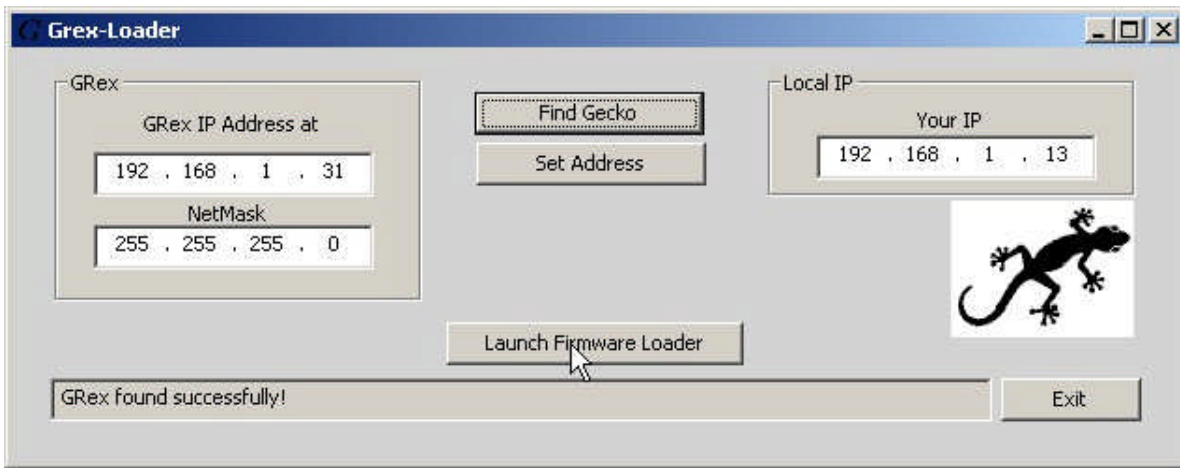 Grex-Loader
GRex
GRex IP Address at
192 . 168 . 1 . 31
NetMask
255 . 255 . 255 . 0
Find Gecko
Set Address
Local IP
Your IP
192 . 168 . 1 . 13
Launch Firmware Loader
GRex found successfully!
Exit